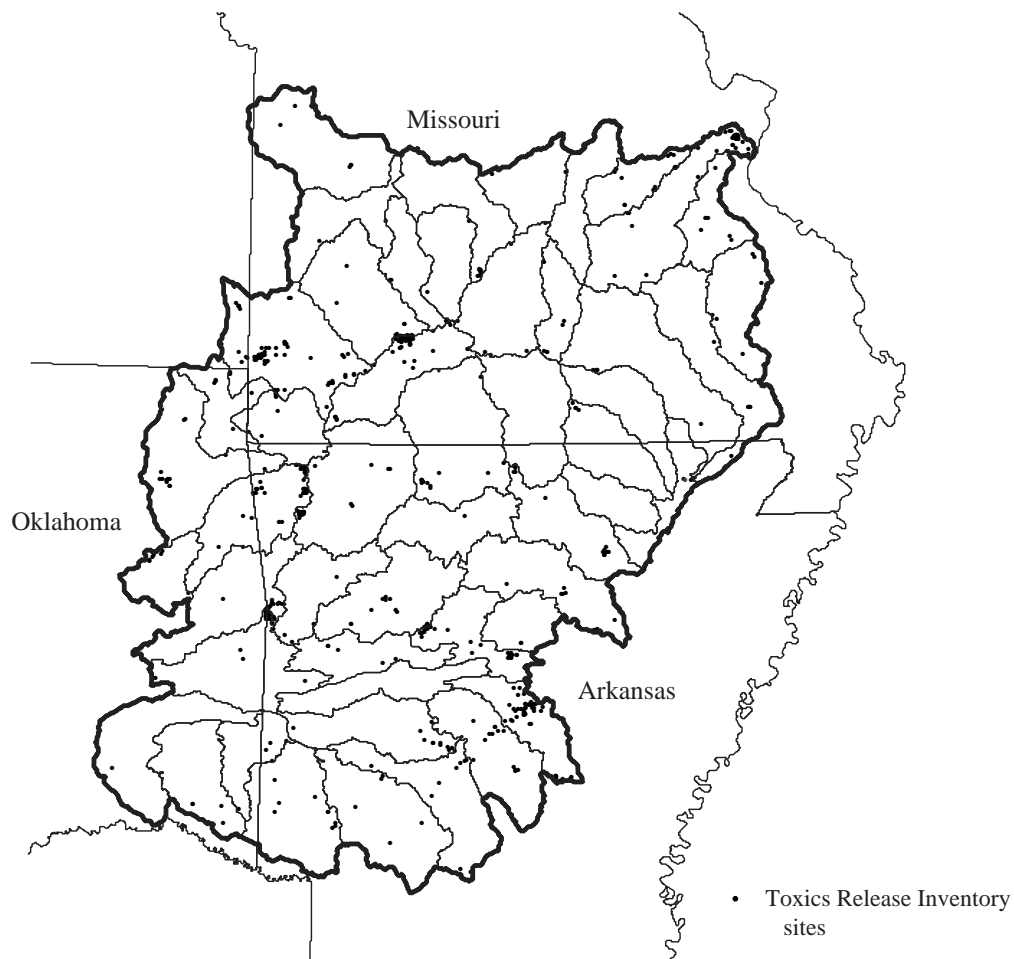 Missouri
Oklahoma
Arkansas
Toxics Release Inventory
sites